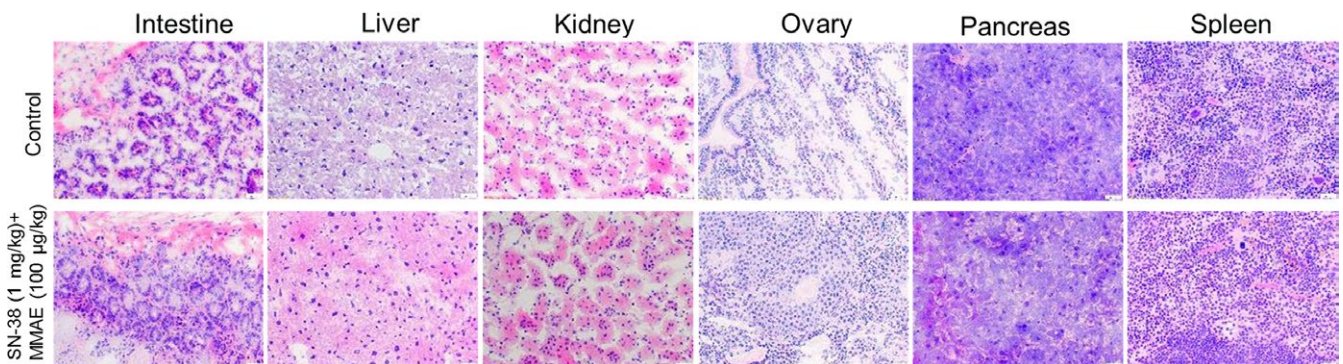 Intestine
Liver
Kidney
Ovary
Pancreas
Spleen
Control
SN-38 (1 mg/kg)+
MMAE (100 µg/kg)